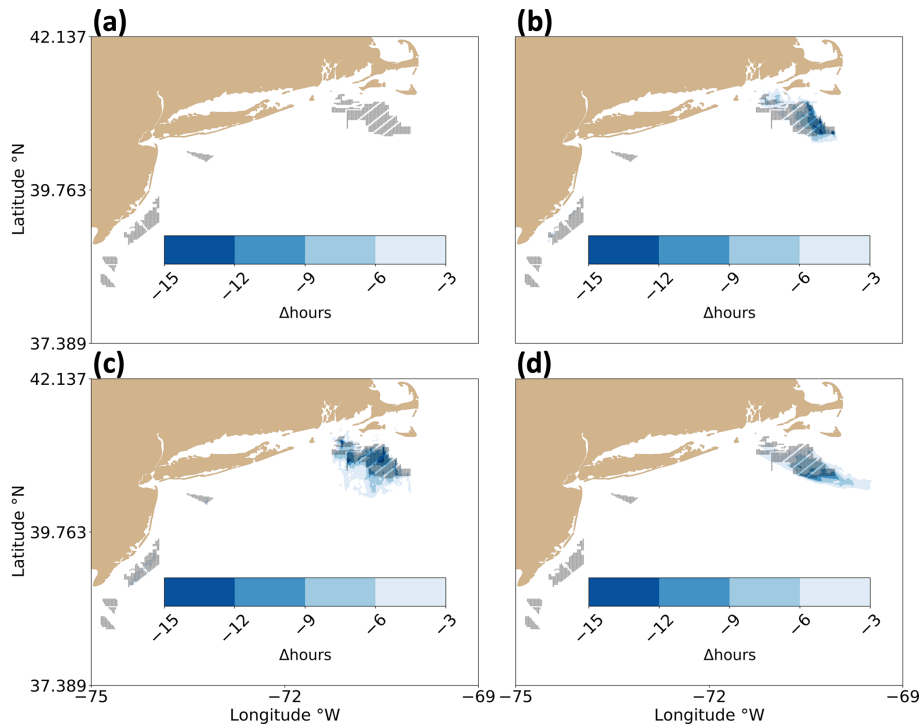 (a)
(b)
42.137
Latitude °N
39.763
37.389
−15 −12 −9 −6 −3
Δhours
−15 −12 −9 −6 −3
Δhours
(c)
(d)
42.137
Latitude °N
39.763
37.389
−15 −12 −9 −6 −3
Δhours
−15 −12 −9 −6 −3
Δhours
−75 −72 −69
Longitude °W
−75 −72 −69
Longitude °W